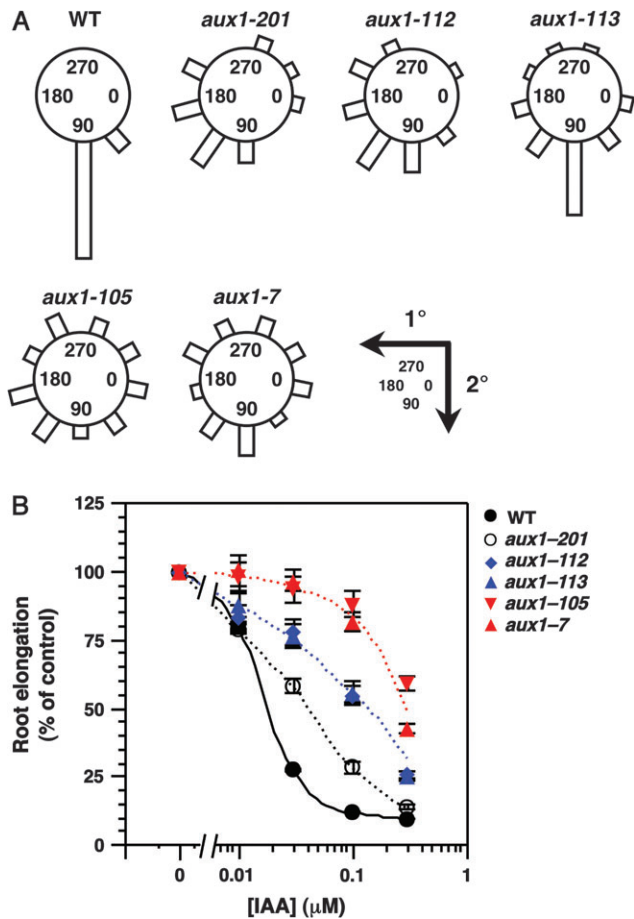 A
WT
aux1-201
aux1-112
aux1-113
270
180 0
90
270
180 0
90
270
180 0
90
270
180 0
90
aux1-105
aux1-7
270
180 0
90
270
180 0
90
1°
270
180 0
90
2°
B
125
100
75
50
25
0
Root elongation
(% of control)
0
0.01
0.1
1
[IAA] (μM)
WT
aux1–201
aux1–112
aux1–113
aux1–105
aux1–7